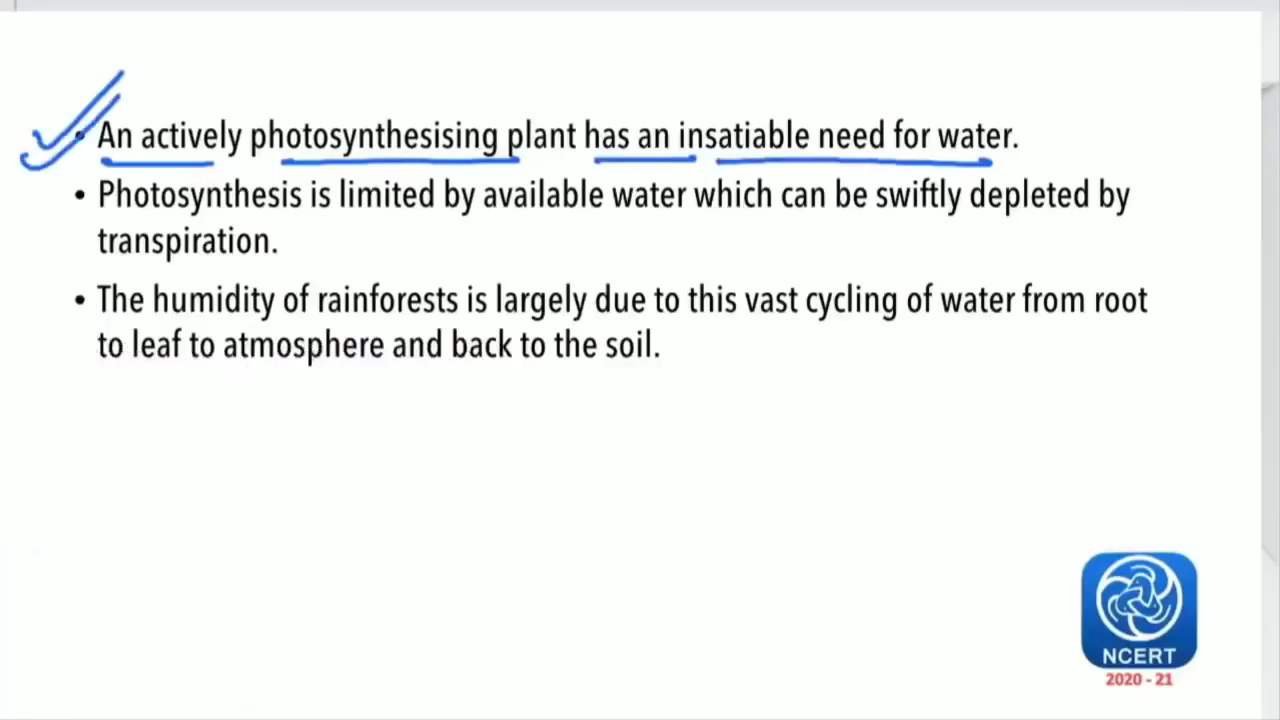 • An actively photosynthesising plant has an insatiable need for water.
• Photosynthesis is limited by available water which can be swiftly depleted by
transpiration.
• The humidity of rainforests is largely due to this vast cycling of water from root
to leaf to atmosphere and back to the soil.
NCERT
2020 - 21